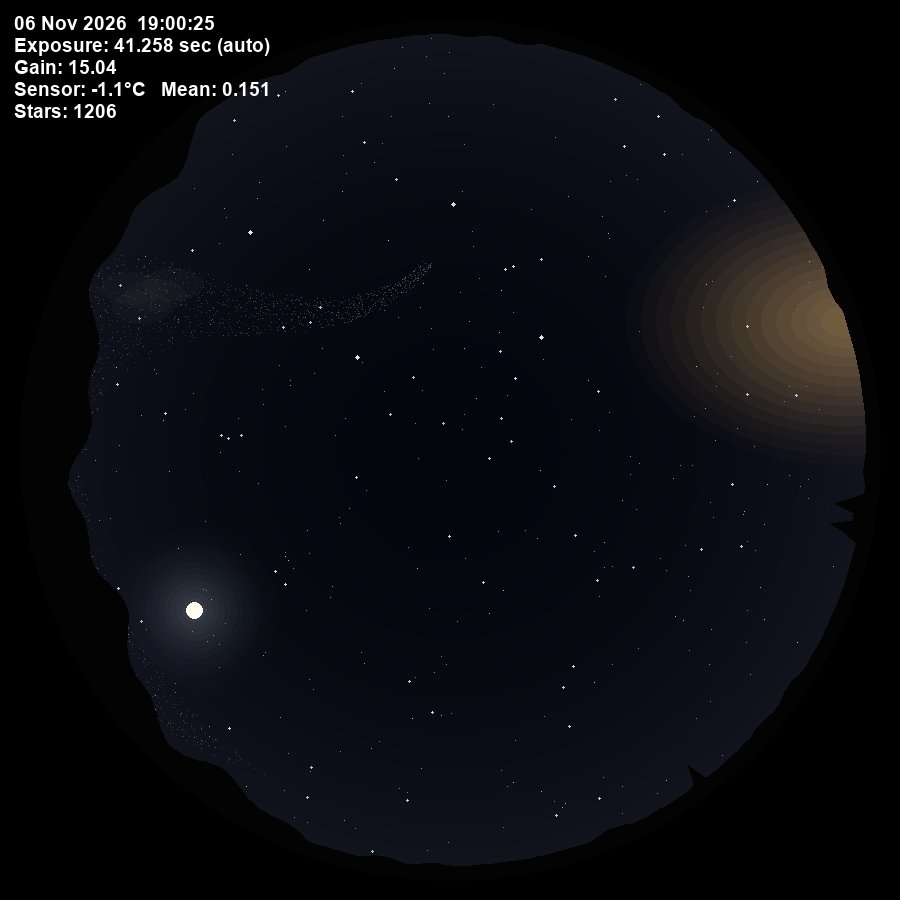 06 Nov 2026  19:00:25
Exposure: 41.258 sec (auto)
Gain: 15.04
Sensor: -1.1°C   Mean: 0.151
Stars: 1206